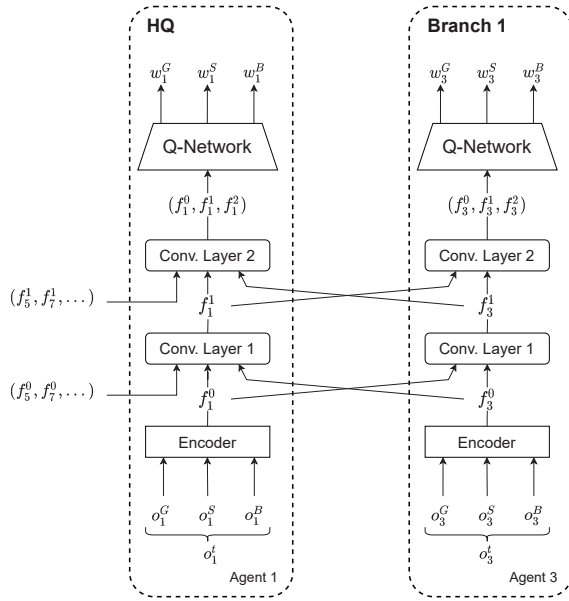 HQ Branch 1
w_1^G w_1^S w_1^B w_3^G w_3^S w_3^B
Q-Network Q-Network
(f_1^0, f_1^1, f_1^2) (f_3^0, f_3^1, f_3^2)
Conv. Layer 2 Conv. Layer 2
(f_5^1, f_7^1, ...) f_1^1 f_3^1
Conv. Layer 1 Conv. Layer 1
(f_5^0, f_7^0, ...) f_1^0 f_3^0
Encoder Encoder
o_1^G o_1^S o_1^B o_3^G o_3^S o_3^B
o_1^t o_3^t
Agent 1 Agent 3